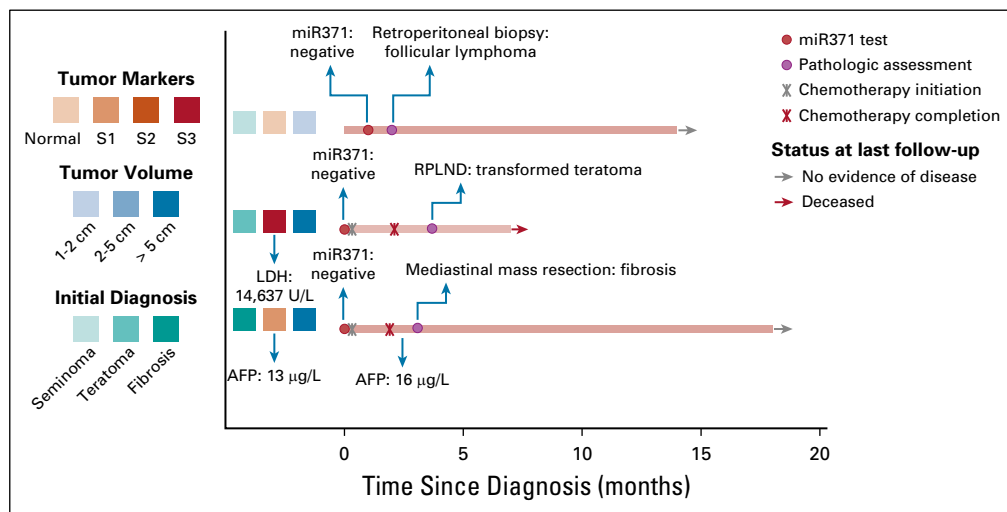 Tumor Markers
Normal S1 S2 S3
Tumor Volume
1-2 cm 2-5 cm > 5 cm
Initial Diagnosis
Seminoma Teratoma Fibrosis
miR371:
negative
Retroperitoneal biopsy:
follicular lymphoma
miR371:
negative
RPLND: transformed teratoma
LDH:
14,637 U/L
miR371:
negative
Mediastinal mass resection: fibrosis
AFP: 13 µg/L
AFP: 16 µg/L
0 5 10 15 20
Time Since Diagnosis (months)
miR371 test
Pathologic assessment
Chemotherapy initiation
Chemotherapy completion
Status at last follow-up
No evidence of disease
Deceased